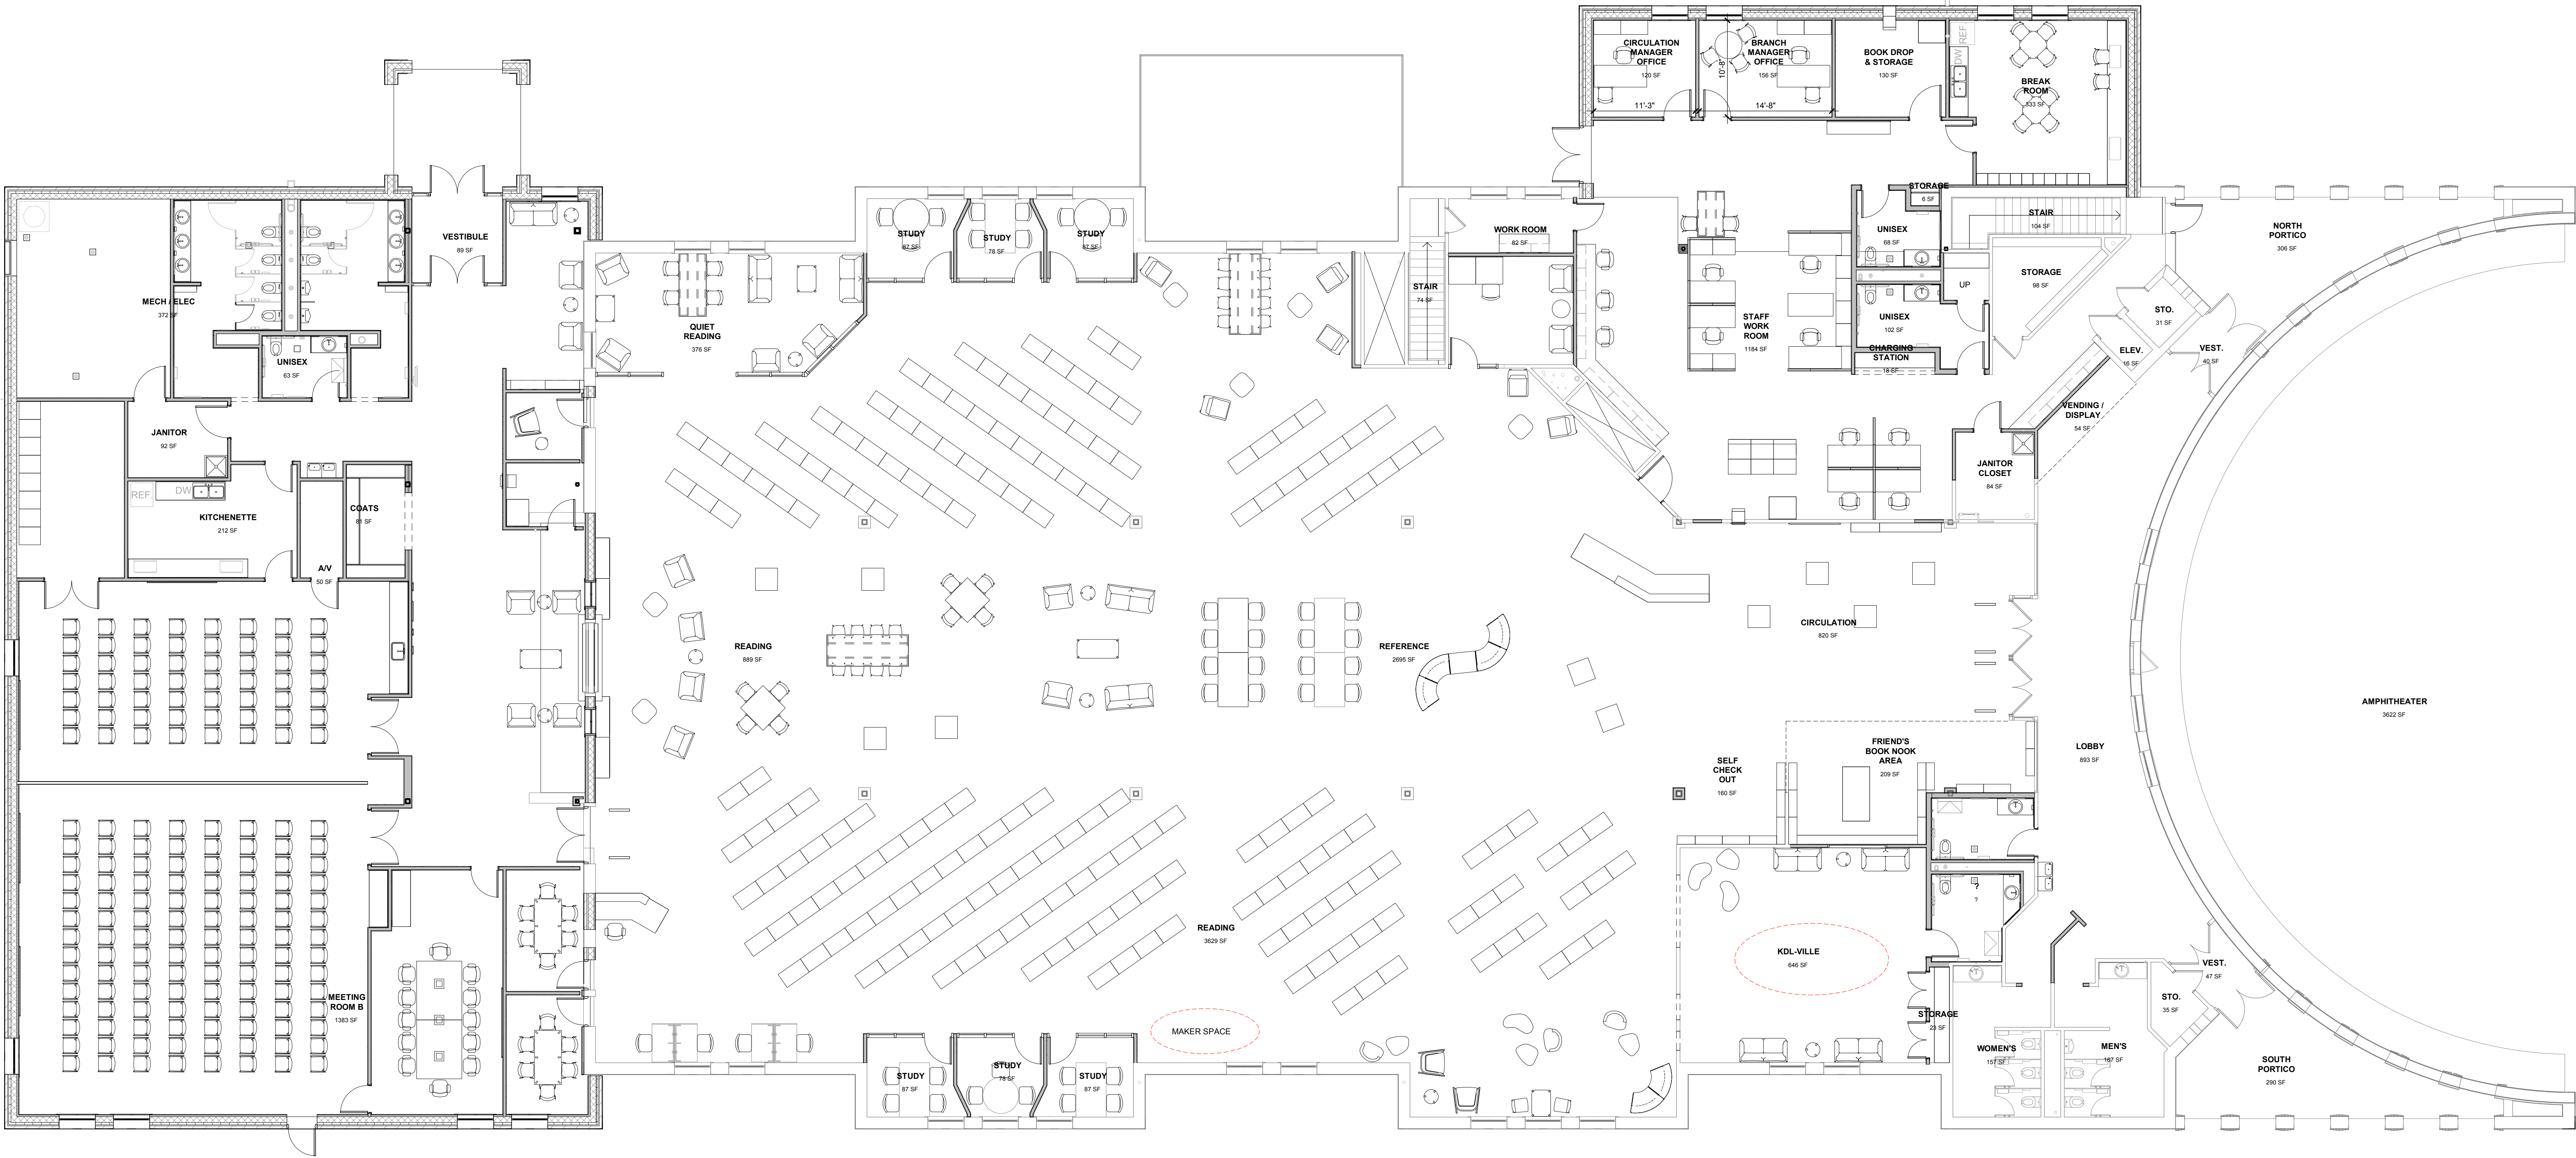 CIRCULATION
MANAGER
OFFICE
120 SF
11'-3"
BRANCH
MANAGER
OFFICE
156 SF
10'-8"
14'-8"
BOOK DROP
& STORAGE
130 SF
REF.
DW
BREAK
ROOM
333 SF
VESTIBULE
89 SF
MECH / ELEC
372 SF
UNISEX
63 SF
JANITOR
92 SF
REF.
DW
KITCHENETTE
212 SF
A/V
50 SF
COATS
81 SF
QUIET
READING
376 SF
STUDY
87 SF
STUDY
78 SF
STUDY
87 SF
STAIR
74 SF
WORK ROOM
82 SF
STAFF
WORK
ROOM
1184 SF
STORAGE
6 SF
UNISEX
68 SF
UNISEX
102 SF
CHARGING
STATION
18 SF
STAIR
104 SF
UP
STORAGE
98 SF
STO.
31 SF
ELEV.
VEST.
40 SF
VENDING /
DISPLAY
54 SF
JANITOR
CLOSET
84 SF
NORTH
PORTICO
306 SF
READING
889 SF
REFERENCE
2695 SF
CIRCULATION
820 SF
AMPHITHEATER
3622 SF
LOBBY
893 SF
FRIEND'S
BOOK NOOK
AREA
209 SF
SELF
CHECK
OUT
160 SF
READING
3629 SF
KDL-VILLE
646 SF
?
?
MEETING
ROOM B
1383 SF
MAKER SPACE
STUDY
87 SF
STUDY
78 SF
STUDY
87 SF
STORAGE
23 SF
WOMEN'S
157 SF
MEN'S
167 SF
VEST.
47 SF
STO.
35 SF
SOUTH
PORTICO
290 SF